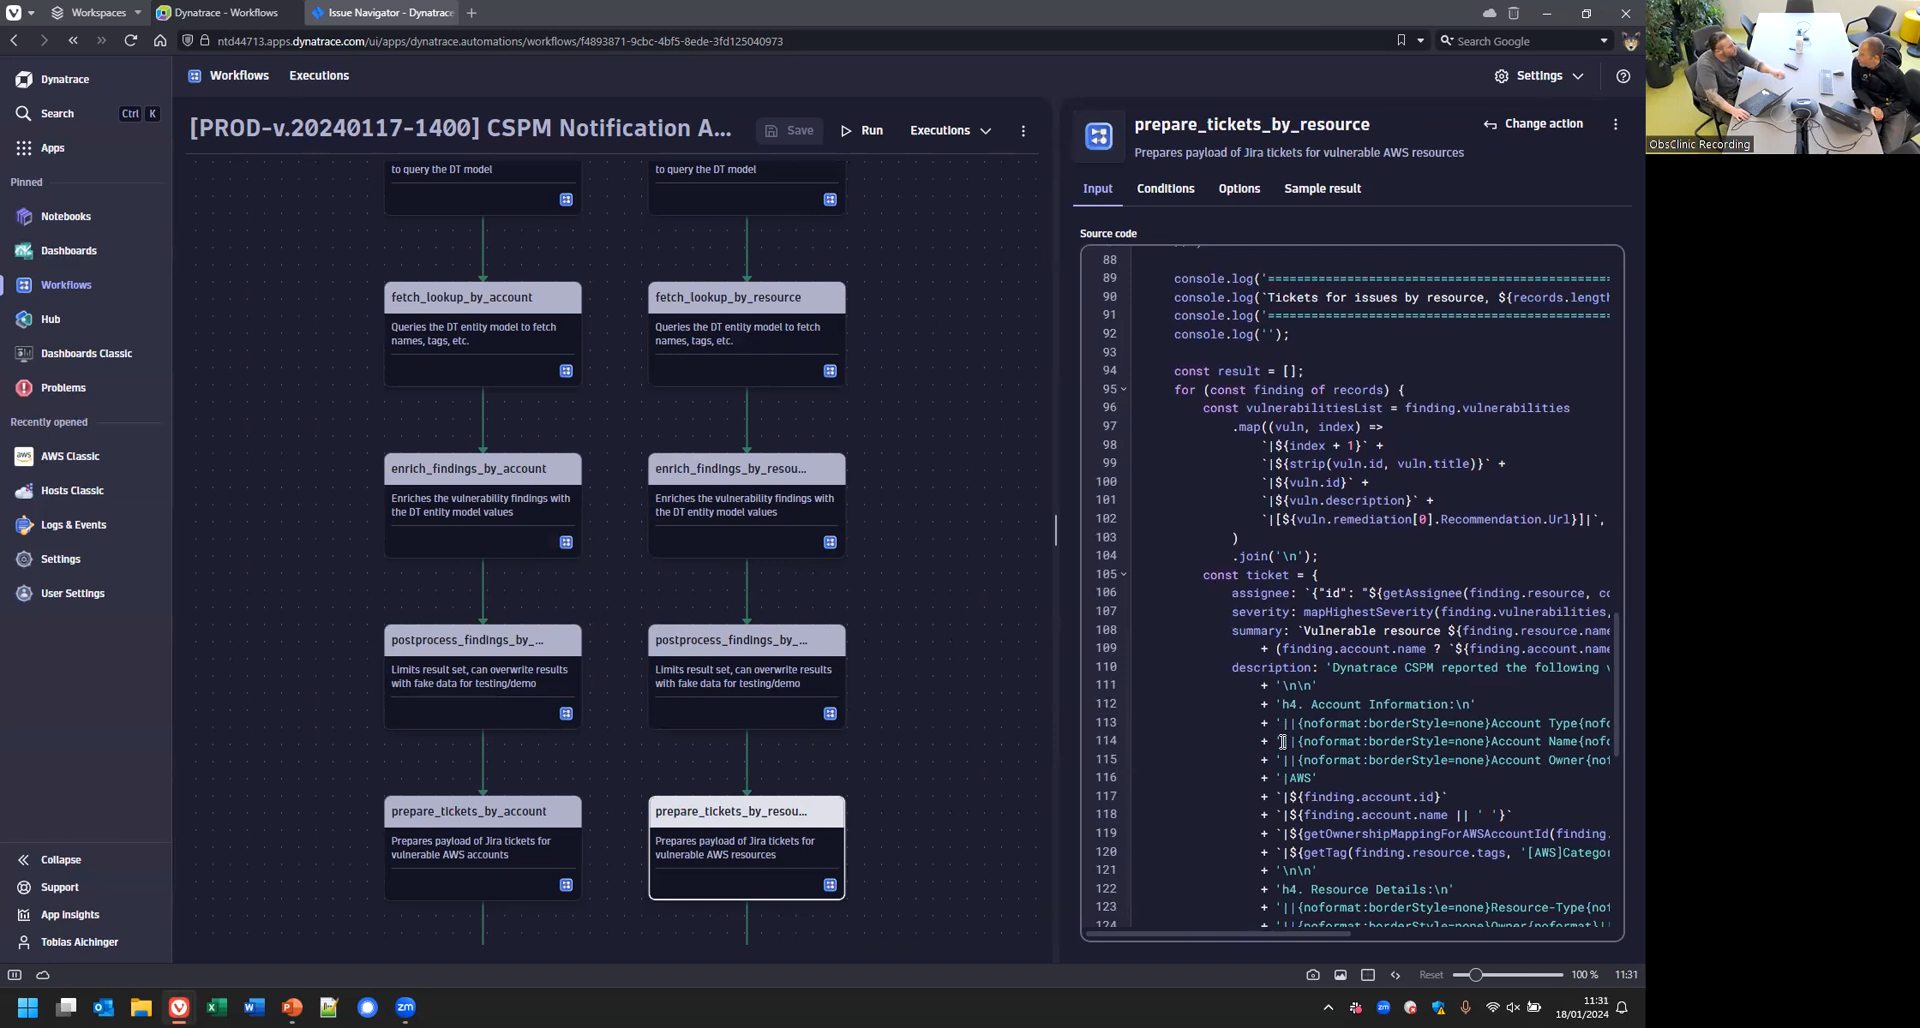 Workspaces
Dynatrace - Workflows
Issue Navigator - Dynatrace
ntd44713.apps.dynatrace.com/ui/apps/dynatrace.automations/workflows/f4893871-9cbc-4bf5-8ede-3fd125040973
Search Google
Dynatrace
Search
Ctrl K
Apps
Pinned
Notebooks
Dashboards
Workflows
Hub
Dashboards Classic
Problems
Recently opened
AWS Classic
Hosts Classic
Logs & Events
Settings
User Settings
Collapse
Support
App Insights
Tobias Aichinger
Workflows
Executions
Settings
[PROD-v.20240117-1400] CSPM Notification A...
Save
Run
Executions
to query the DT model
to query the DT model
fetch_lookup_by_account
Queries the DT entity model to fetch
names, tags, etc.
fetch_lookup_by_resource
Queries the DT entity model to fetch
names, tags, etc.
enrich_findings_by_account
Enriches the vulnerability findings with
the DT entity model values
enrich_findings_by_resou...
Enriches the vulnerability findings with
the DT entity model values
postprocess_findings_by_...
Limits result set, can overwrite results
with fake data for testing/demo
postprocess_findings_by_...
Limits result set, can overwrite results
with fake data for testing/demo
prepare_tickets_by_account
Prepares payload of Jira tickets for
vulnerable AWS accounts
prepare_tickets_by_resou...
Prepares payload of Jira tickets for
vulnerable AWS resources
prepare_tickets_by_resource
Prepares payload of Jira tickets for vulnerable AWS resources
Change action
Input
Conditions
Options
Sample result
Source code
88
89 console.log('================================================
90 console.log(`Tickets for issues by resource, ${records.length
91 console.log('================================================
92 console.log('');
93
94 const result = [];
95 for (const finding of records) {
96 const vulnerabilitiesList = finding.vulnerabilities
97 .map((vuln, index) =>
98 `|${index + 1}` +
99 `|${strip(vuln.id, vuln.title)}` +
100 `|${vuln.id}` +
101 `|${vuln.description}` +
102 `|[${vuln.remediation[0].Recommendation.Url}]|`,
103 )
104 .join('\n');
105 const ticket = {
106 assignee: `{"id": "${getAssignee(finding.resource, co
107 severity: mapHighestSeverity(finding.vulnerabilities,
108 summary: `Vulnerable resource ${finding.resource.name
109 + (finding.account.name ? `${finding.account.name
110 description: 'Dynatrace CSPM reported the following v
111 + '\n\n'
112 + 'h4. Account Information:\n'
113 + '||{noformat:borderStyle=none}Account Type{nofo
114 + '||{noformat:borderStyle=none}Account Name{nofo
115 + '||{noformat:borderStyle=none}Account Owner{nof
116 + '|AWS'
117 + `|${finding.account.id}`
118 + `|${finding.account.name || ' '}`
119 + `|${getOwnershipMappingForAWSAccountId(finding.
120 + `|${getTag(finding.resource.tags, '[AWS]Categor
121 + '\n\n'
122 + 'h4. Resource Details:\n'
123 + '||{noformat:borderStyle=none}Resource-Type{nof
124 + '||{noformat:borderStyle=none}Owner{noformat}||
Reset
100 %
11:31
11:31
18/01/2024
ObsClinic Recording